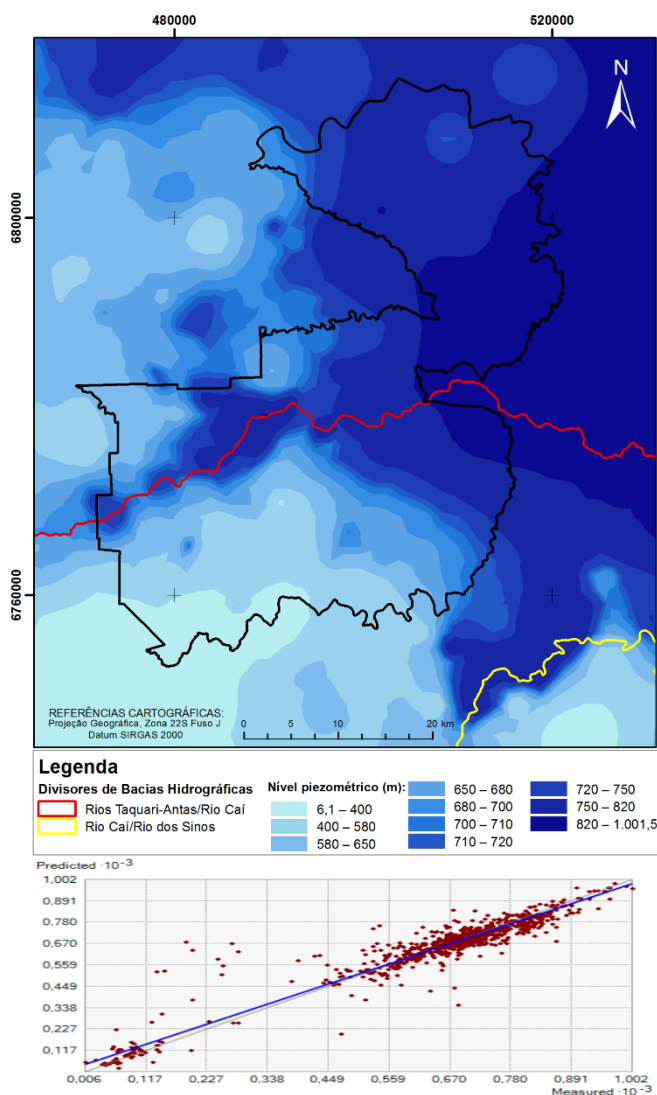 480000 520000
N
6800000
6760000
REFERÊNCIAS CARTOGRÁFICAS:
Projeção Geográfica, Zona 22S Fuso J
Datum SIRGAS 2000
0 5 10 20 km
Legenda
Divisores de Bacias Hidrográficas
Rios Taquari-Antas/Rio Caí
Rio Caí/Rio dos Sinos
Nível piezométrico (m):
6,1 – 400
400 – 580
580 – 650
650 – 680
680 – 700
700 – 710
710 – 720
720 – 750
750 – 820
820 – 1.001,5
Predicted ·10⁻³
1.002
0,891
0,780
0,670
0,559
0,449
0,338
0,227
0,117
0,006 0,117 0,227 0,338 0,449 0,559 0,670 0,780 0,891 1.002
Measured ·10⁻³